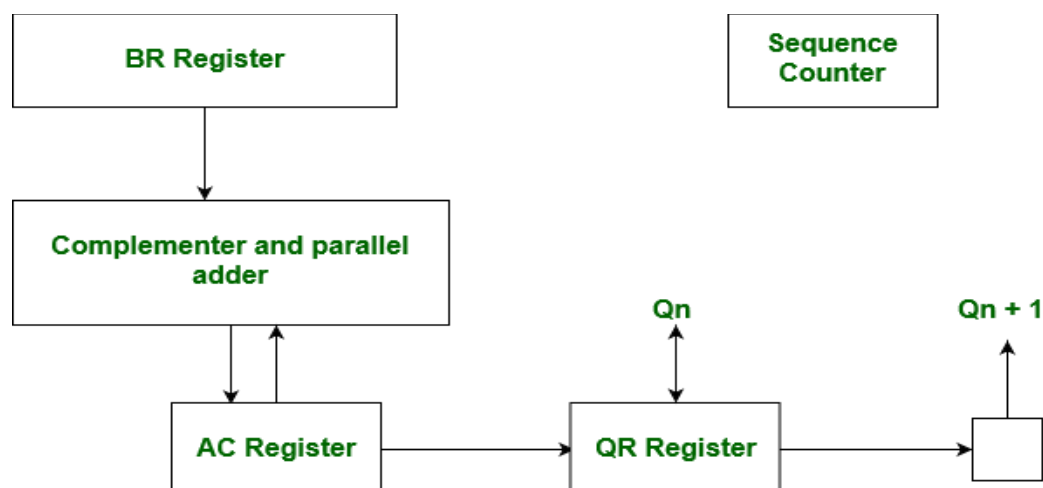 BR Register
Sequence
Counter
Complementer and parallel
adder
Qn
Qn + 1
AC Register
QR Register